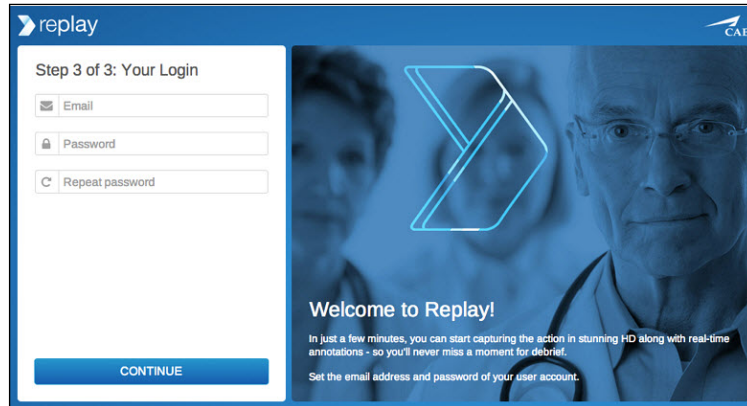 replay
CAE
Step 3 of 3: Your Login
Email
Password
Repeat password
CONTINUE
Welcome to Replay!
In just a few minutes, you can start capturing the action in stunning HD along with real-time
annotations - so you'll never miss a moment for debrief.
Set the email address and password of your user account.